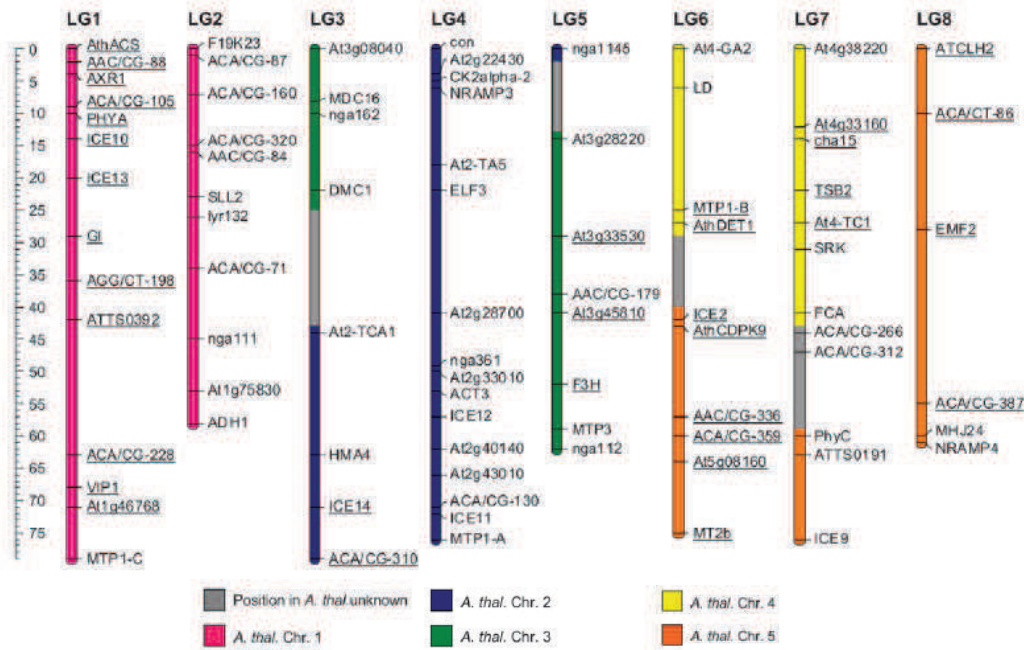 LG1 LG2 LG3 LG4 LG5 LG6 LG7 LG8
0
5
10
15
20
25
30
35
40
45
50
55
60
65
70
75
AthACS
AAC/CG-88
AXR1
ACA/CG-105
PHYA
ICE10
ICE13
GI
AGG/CT-198
ATTS0392
ACA/CG-228
VIP1
At1g46768
MTP1-C
F19K23
ACA/CG-87
ACA/CG-160
ACA/CG-320
AAC/CG-84
SLL2
lyr132
ACA/CG-71
nga111
At1g75830
ADH1
At3g08040
MDC16
nga162
DMC1
At2-TCA1
HMA4
ICE14
ACA/CG-310
con
At2g22430
CK2alpha-2
NRAMP3
At2-TA5
ELF3
At2g28700
nga361
At2g33010
ACT3
ICE12
At2g40140
At2g43010
ACA/CG-130
ICE11
MTP1-A
nga1145
At3g28220
At3g33530
AAC/CG-179
At3g45810
F3H
MTP3
nga112
At4-GA2
LD
MTP1-B
AthDET1
ICE2
AthCDPK9
AAC/CG-336
ACA/CG-359
At5g08160
MT2b
At4g38220
At4g33160
cha15
TSB2
At4-TC1
SRK
FCA
ACA/CG-266
ACA/CG-312
PhyC
ATTS0191
ICE9
ATCLH2
ACA/CT-86
EMF2
ACA/CG-387
MHJ24
NRAMP4
Position in A. thal. unknown
A. thal. Chr. 2
A. thal. Chr. 4
A. thal. Chr. 1
A. thal. Chr. 3
A. thal. Chr. 5